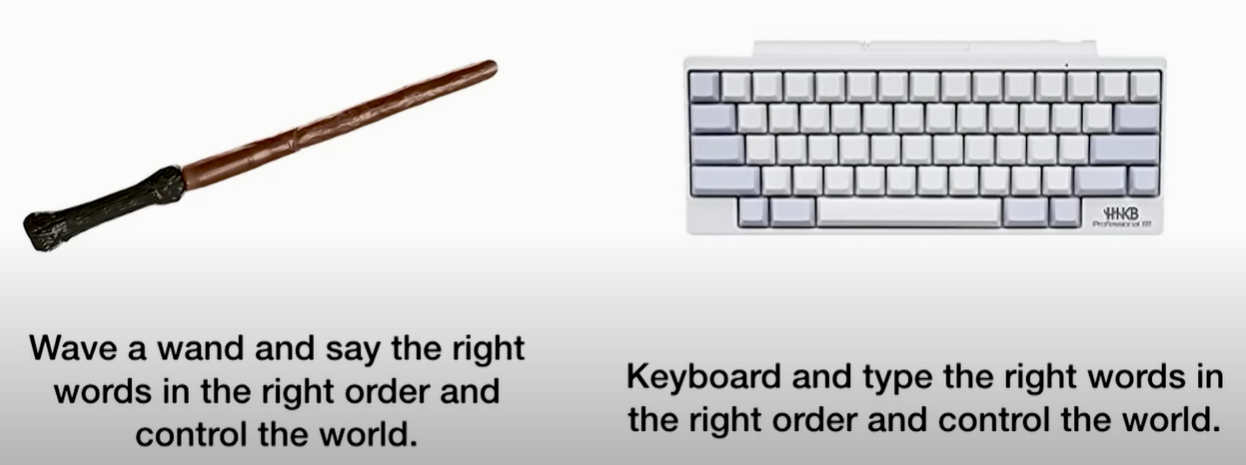 Wave a wand and say the right
words in the right order and
control the world.
Keyboard and type the right words in
the right order and control the world.
HHKB
Professional BT